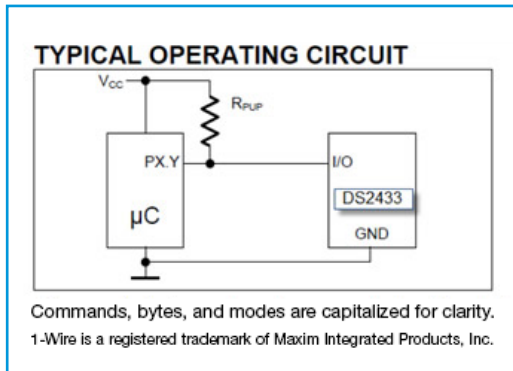 TYPICAL OPERATING CIRCUIT
Vcc
RPUP
PX.Y
I/O
µC
DS2433
GND
Commands, bytes, and modes are capitalized for clarity.
1-Wire is a registered trademark of Maxim Integrated Products, Inc.